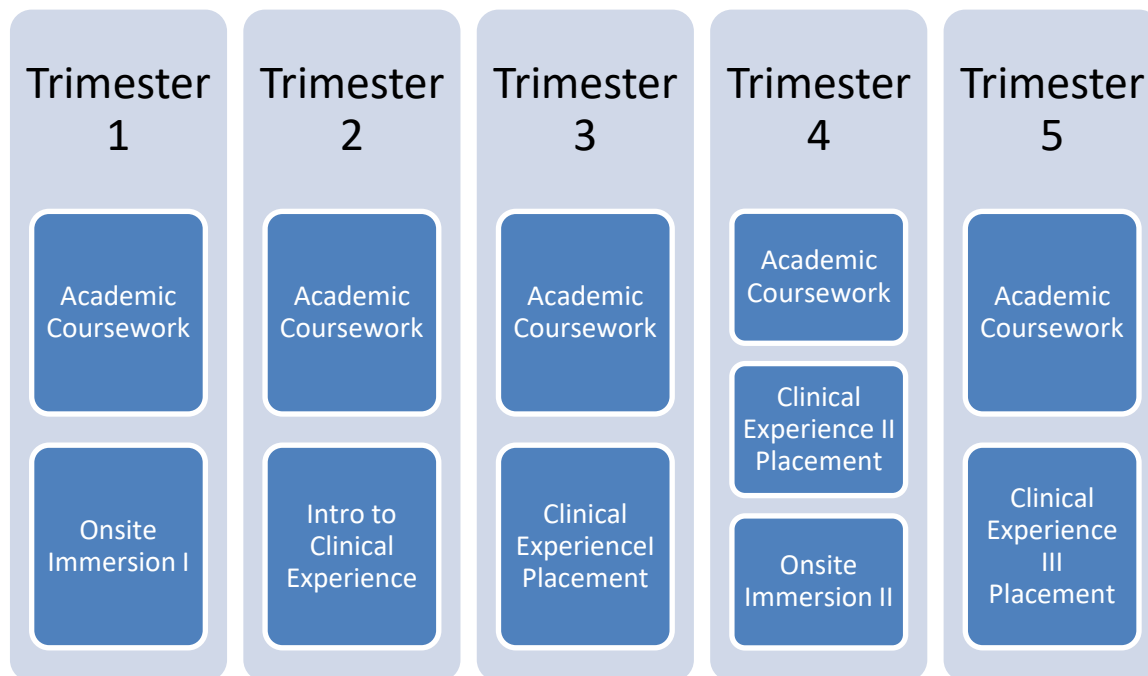 Trimester
1
Academic
Coursework
Onsite
Immersion I
Trimester
2
Academic
Coursework
Intro to
Clinical
Experience
Trimester
3
Academic
Coursework
Clinical
ExperienceI
Placement
Trimester
4
Academic
Coursework
Clinical
Experience II
Placement
Onsite
Immersion II
Trimester
5
Academic
Coursework
Clinical
Experience
III
Placement